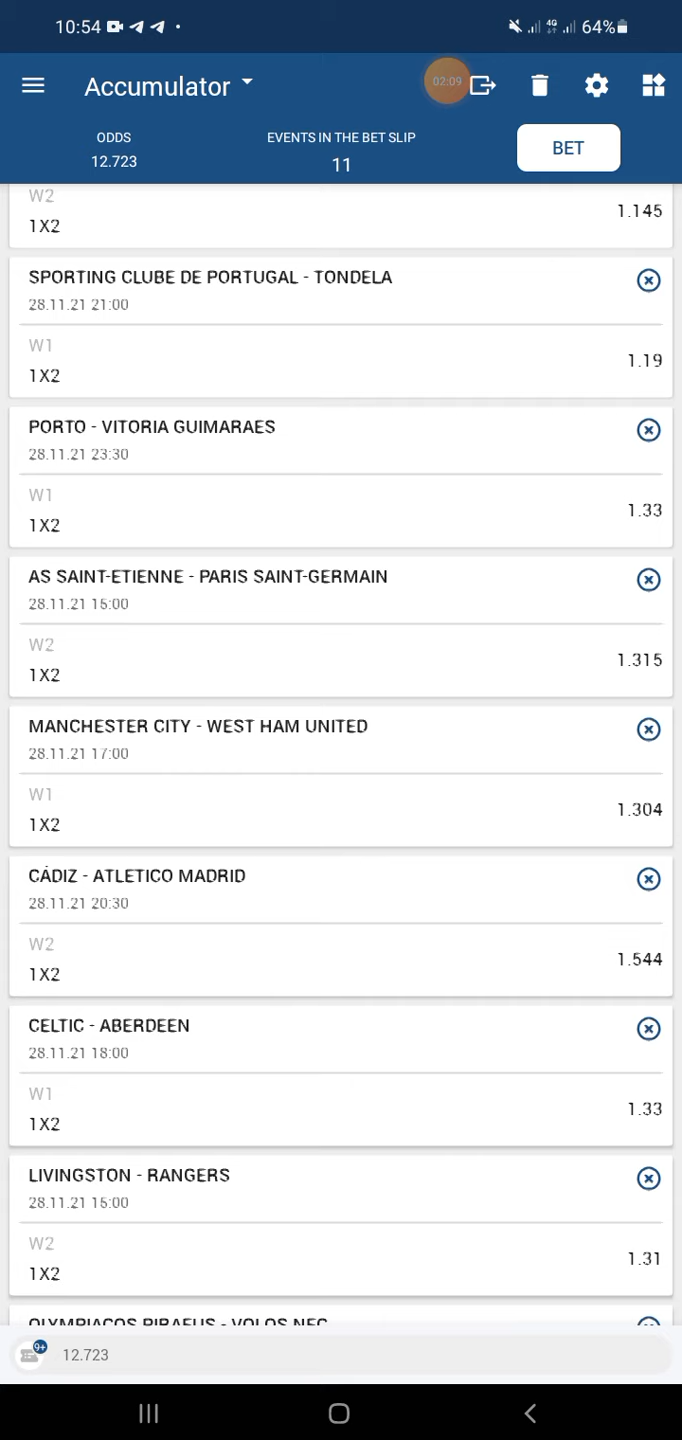 10:54
4G
64%
Accumulator
02:09
ODDS
12.723
EVENTS IN THE BET SLIP
11
BET
W2
1X2
1.145
SPORTING CLUBE DE PORTUGAL - TONDELA
28.11.21 21:00
W1
1X2
1.19
PORTO - VITORIA GUIMARAES
28.11.21 23:30
W1
1X2
1.33
AS SAINT-ETIENNE - PARIS SAINT-GERMAIN
28.11.21 15:00
W2
1X2
1.315
MANCHESTER CITY - WEST HAM UNITED
28.11.21 17:00
W1
1X2
1.304
CÁDIZ - ATLETICO MADRID
28.11.21 20:30
W2
1X2
1.544
CELTIC - ABERDEEN
28.11.21 18:00
W1
1X2
1.33
LIVINGSTON - RANGERS
28.11.21 15:00
W2
1X2
1.31
OLYMPIACOS PIRAEUS - VOLOS NFC
9+
12.723